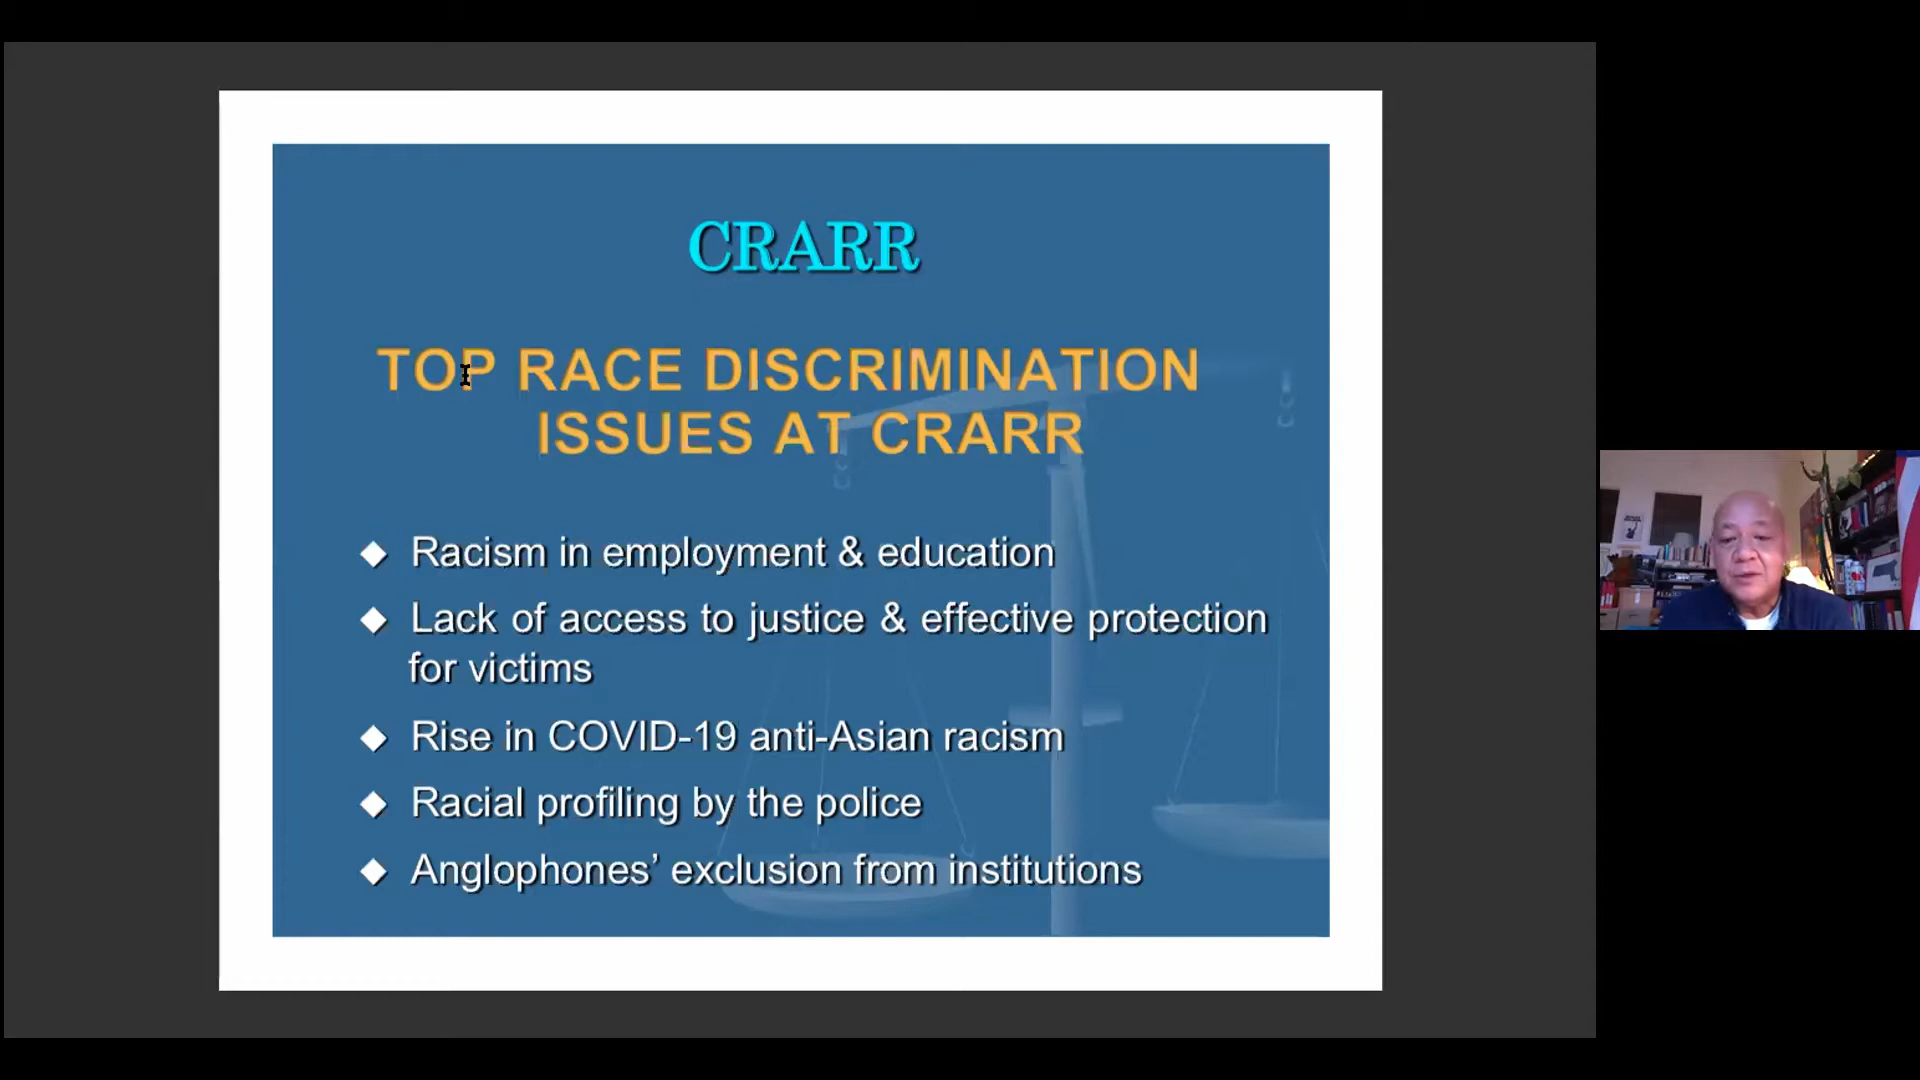 CRARR
TOP RACE DISCRIMINATION
ISSUES AT CRARR
◆ Racism in employment & education
◆ Lack of access to justice & effective protection
for victims
◆ Rise in COVID-19 anti-Asian racism
◆ Racial profiling by the police
◆ Anglophones’ exclusion from institutions